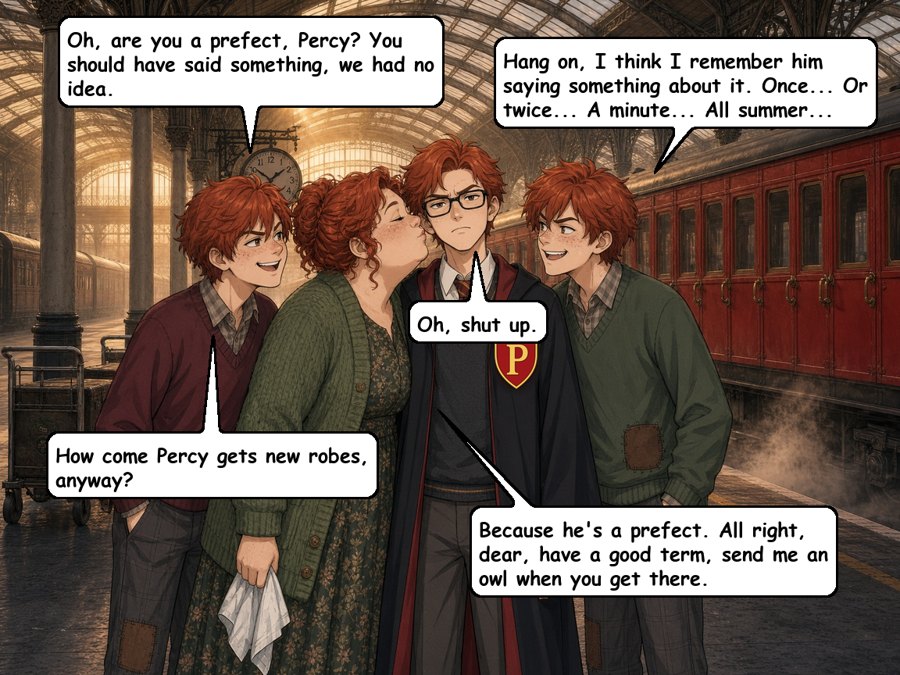 Oh, are you a prefect, Percy? You
should have said something, we had no
idea.
Hang on, I think I remember him
saying something about it. Once... Or
twice... A minute... All summer...
Oh, shut up.
P
How come Percy gets new robes,
anyway?
Because he's a prefect. All right,
dear, have a good term, send me an
owl when you get there.